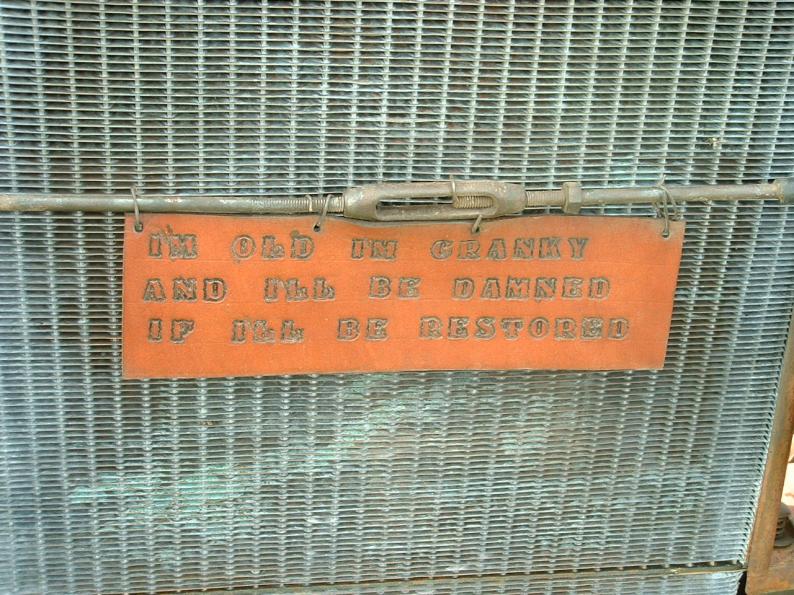 I'M OLD I'M CRANKY
AND I'LL BE DAMNED
IF I'LL BE RESTORED